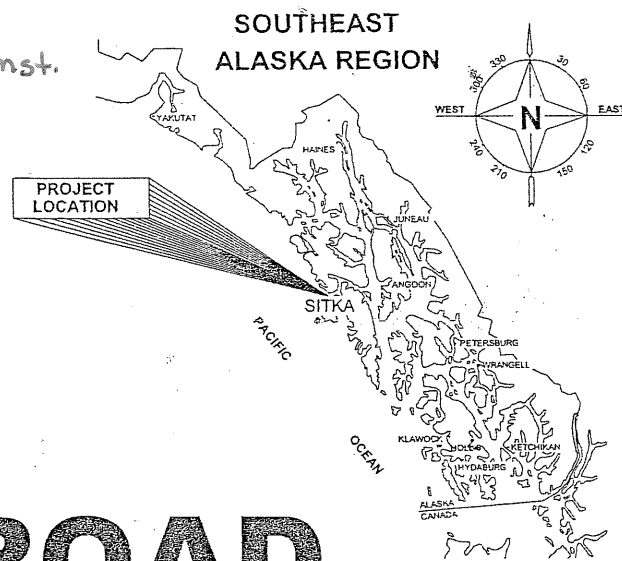 SOUTHEAST
ALASKA REGION
nst.
330
30
300
60
WEST
N
EAST
240
120
210
150
YAKUTAT
HAINES
PROJECT
LOCATION
JUNEAU
ANGOON
SITKA
PACIFIC
PETERSBURG
WRANGELL
OCEAN
KLAWOCK
HOLLIS
KETCHIKAN
HYDABURG
ALASKA
CANADA
ROAD